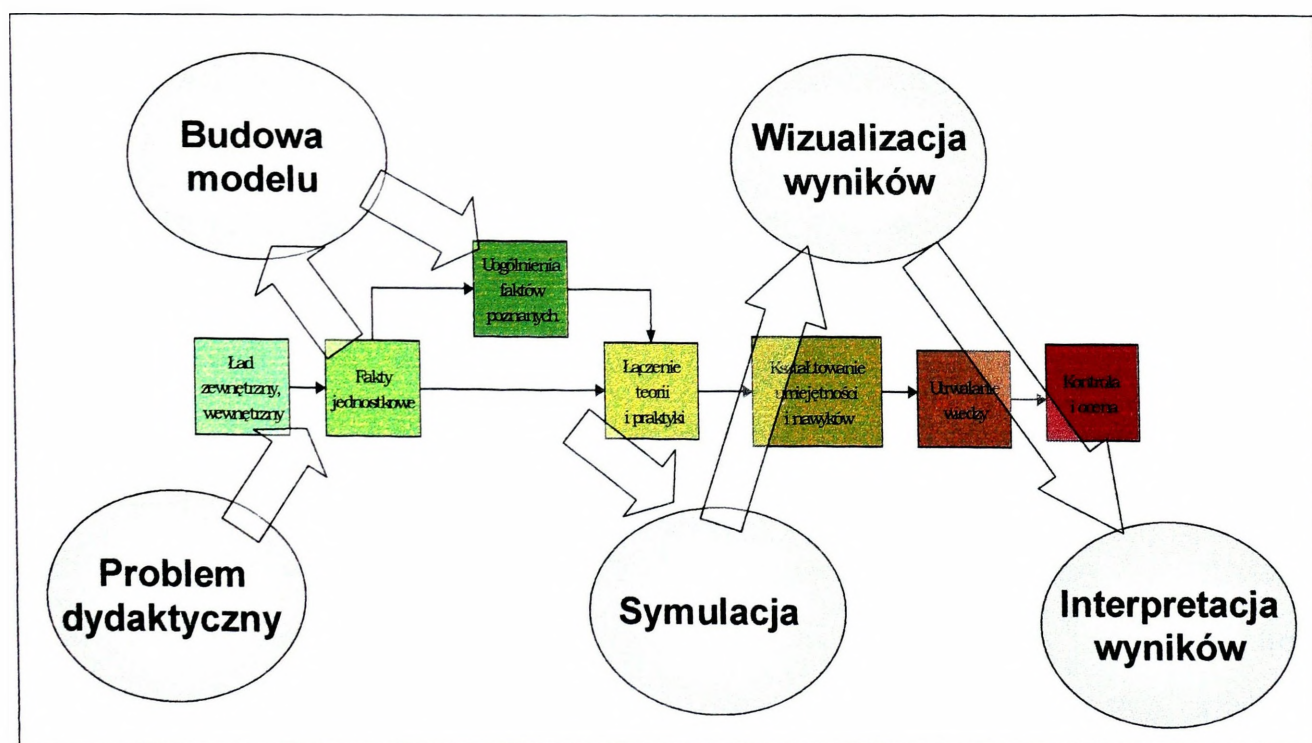 Budowa
modelu
Wizualizacja
wyników
Uogólnienia
faktów
poznanych.
Ład
zewnętrzny,
wewnętrzny
Fakty
jednostkowe
Łączenie
teorii
i praktyki
Kształtowanie
umiejętności
i nawyków
Utrwalanie
wiedzy
Kontrola
i ocena
Problem
dydaktyczny
Symulacja
Interpretacja
wyników